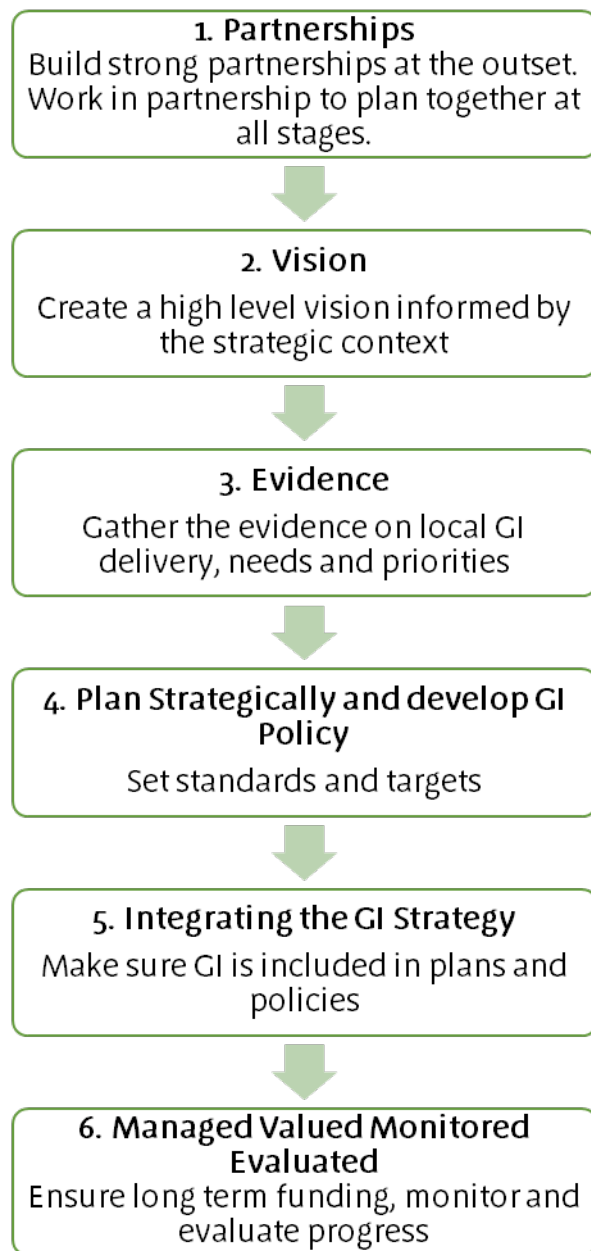 1. Partnerships
Build strong partnerships at the outset.
Work in partnership to plan together at
all stages.
2. Vision
Create a high level vision informed by
the strategic context
3. Evidence
Gather the evidence on local GI
delivery, needs and priorities
4. Plan Strategically and develop GI
Policy
Set standards and targets
5. Integrating the GI Strategy
Make sure GI is included in plans and
policies
6. Managed Valued Monitored
Evaluated
Ensure long term funding, monitor and
evaluate progress